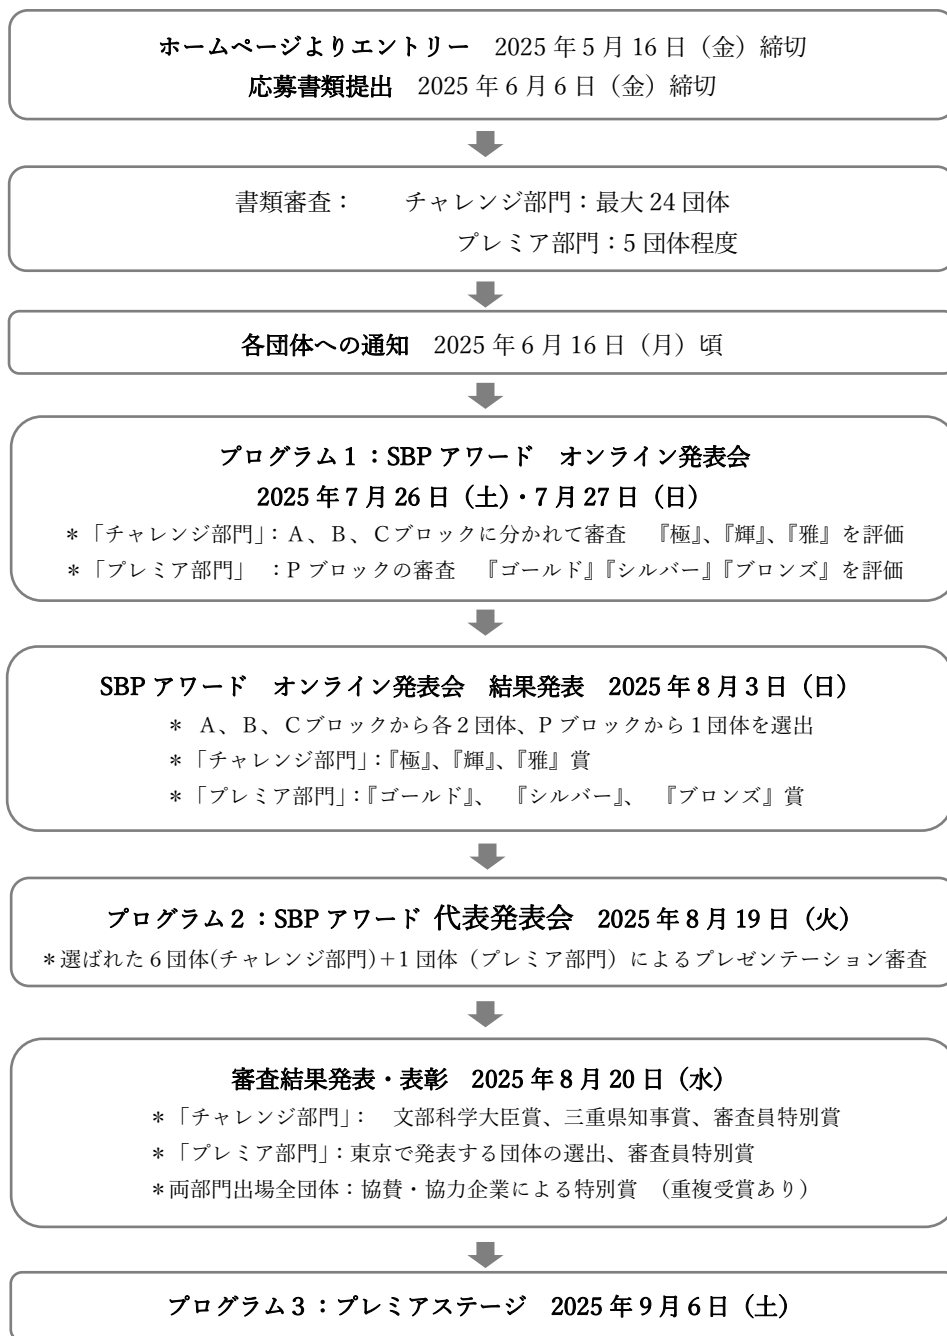 ホームページよりエントリー　2025 年 5 月 16 日（金）締切
応募書類提出　2025 年 6 月 6 日（金）締切
書類審査：　　チャレンジ部門：最大 24 団体
プレミア部門：5 団体程度
各団体への通知　2025 年 6 月 16 日（月）頃
プログラム１：SBP アワード　オンライン発表会
2025 年 7 月 26 日（土）・7 月 27 日（日）
＊「チャレンジ部門」：Ａ、Ｂ、Ｃブロックに分かれて審査　『極』、『輝』、『雅』を評価
＊「プレミア部門」　：P ブロックの審査　『ゴールド』『シルバー』『ブロンズ』を評価
SBP アワード　オンライン発表会　結果発表　2025 年 8 月 3 日（日）
＊　Ａ、Ｂ、Ｃブロックから各 2 団体、P ブロックから 1 団体を選出
＊「チャレンジ部門」：『極』、『輝』、『雅』賞
＊「プレミア部門」：『ゴールド』、　『シルバー』、　『ブロンズ』賞
プログラム２：SBP アワード 代表発表会　2025 年 8 月 19 日（火）
＊選ばれた 6 団体(チャレンジ部門)＋1 団体（プレミア部門）によるプレゼンテーション審査
審査結果発表・表彰　2025 年 8 月 20 日（水）
＊「チャレンジ部門」：　文部科学大臣賞、三重県知事賞、審査員特別賞
＊「プレミア部門」：東京で発表する団体の選出、審査員特別賞
＊両部門出場全団体：協賛・協力企業による特別賞　（重複受賞あり）
プログラム３：プレミアステージ　2025 年 9 月 6 日（土）